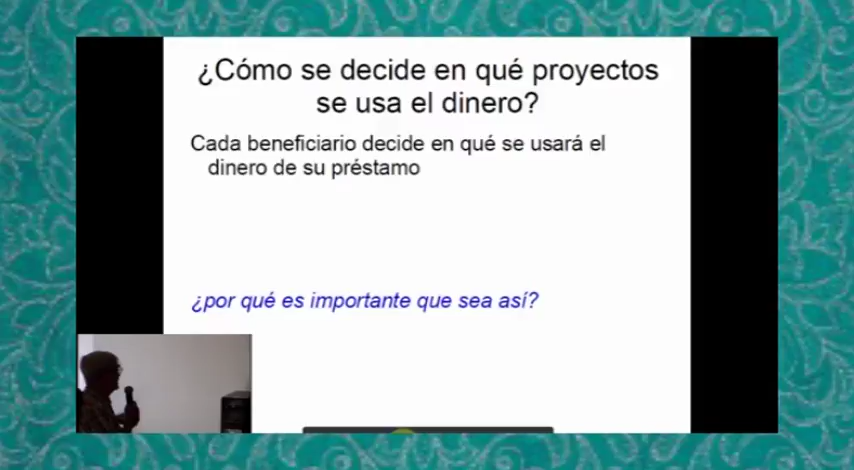 ¿Cómo se decide en qué proyectos
se usa el dinero?
Cada beneficiario decide en qué se usará el
dinero de su préstamo
¿por qué es importante que sea así?